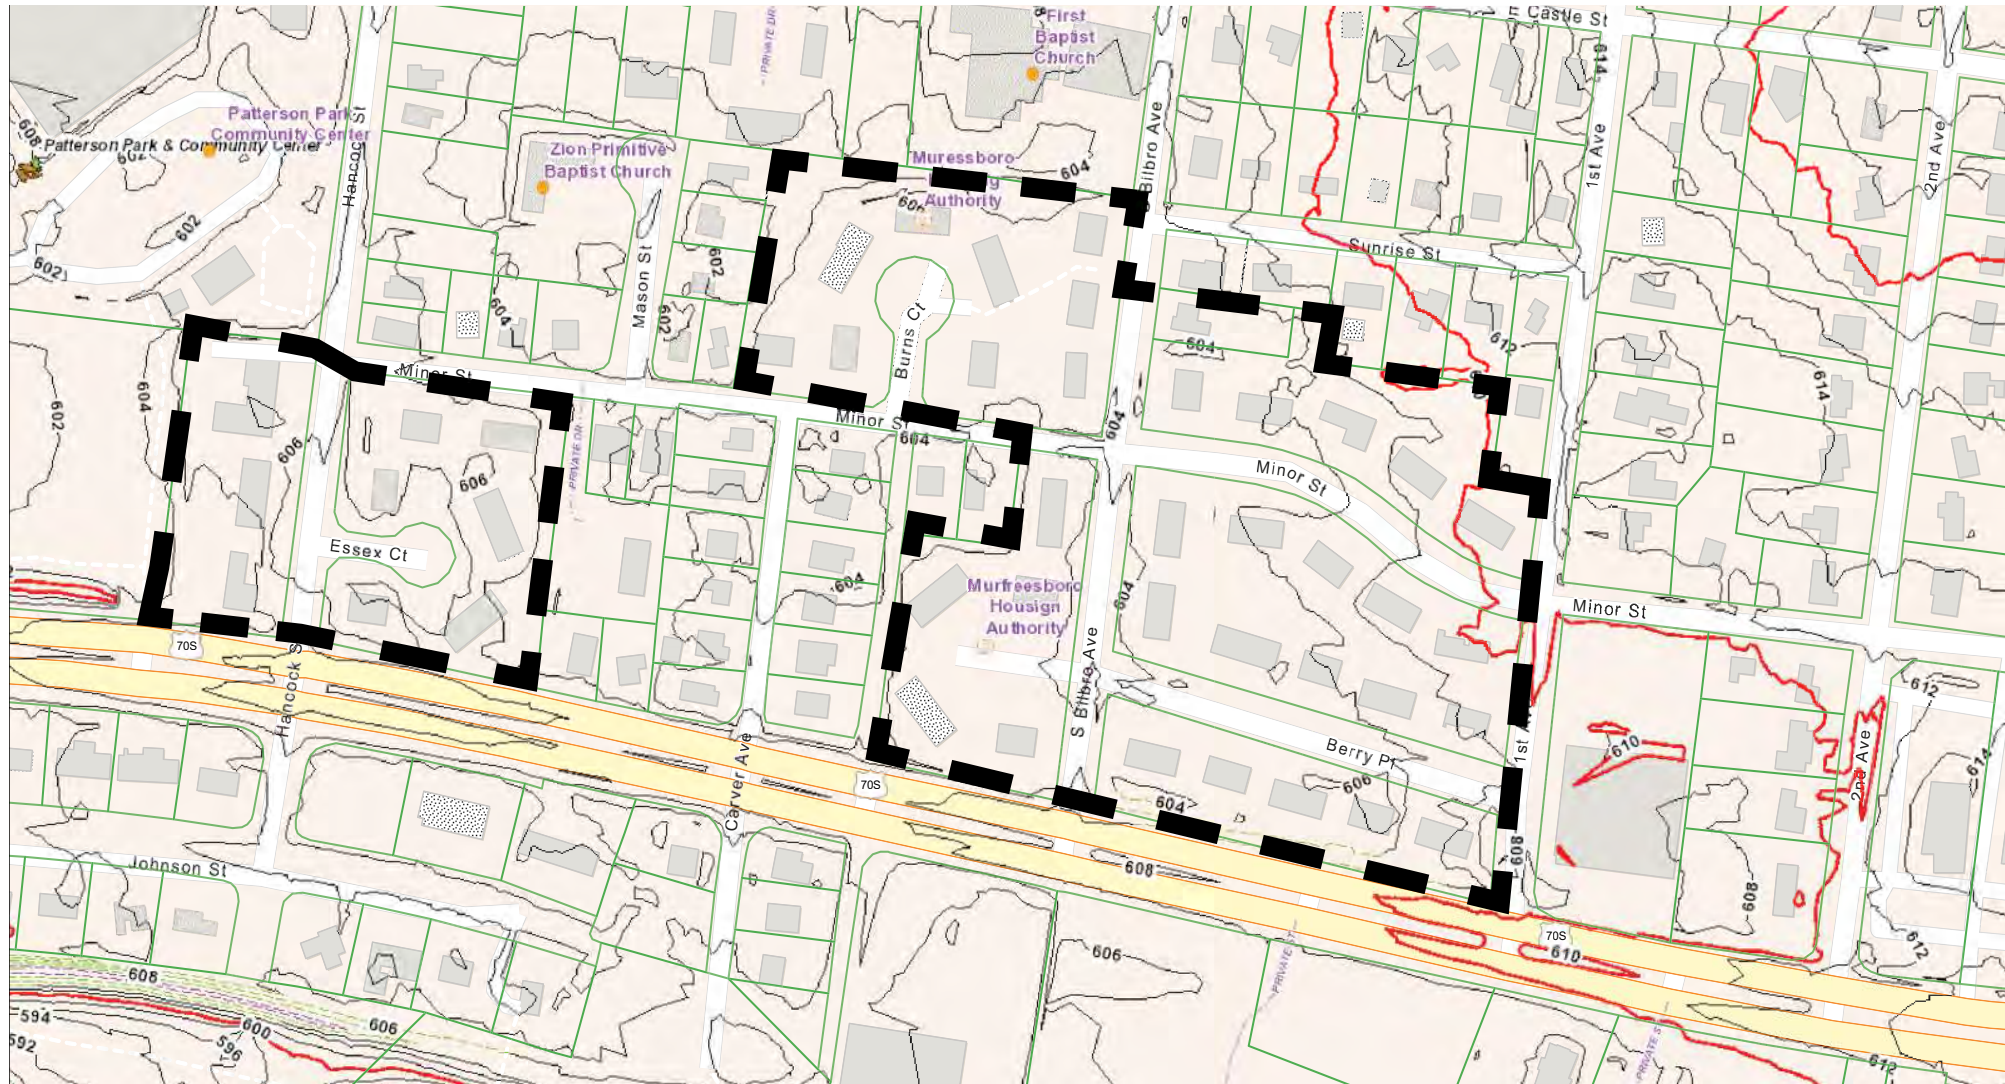 E Castle St
First
Baptist
Church
PRIVATE DR
614
Patterson Park
Community Center
Patterson Park & Community Center
608
602
Hancock St
Zion Primitive
Baptist Church
Muressboro
Authority
604
606
S Bilbro Ave
1st Ave
2nd Ave
602
602
Mason St
602
602
604
Sunrise St
Burns Ct
612
604
604
602
Minor St
Minor St
604
604
614
606
606
PRIVATE DR
Minor St
Essex Ct
604
Murfreesboro
Housign
Authority
604
Minor St
70S
Hancock St
S Bilbro Ave
612
610
Berry Pl
1st Ave
2nd Ave
614
70S
Carver Ave
604
606
608
608
608
Johnson St
612
70S
610
606
PRIVATE ST
608
606
600
594
592
596
PRIVATE S
612